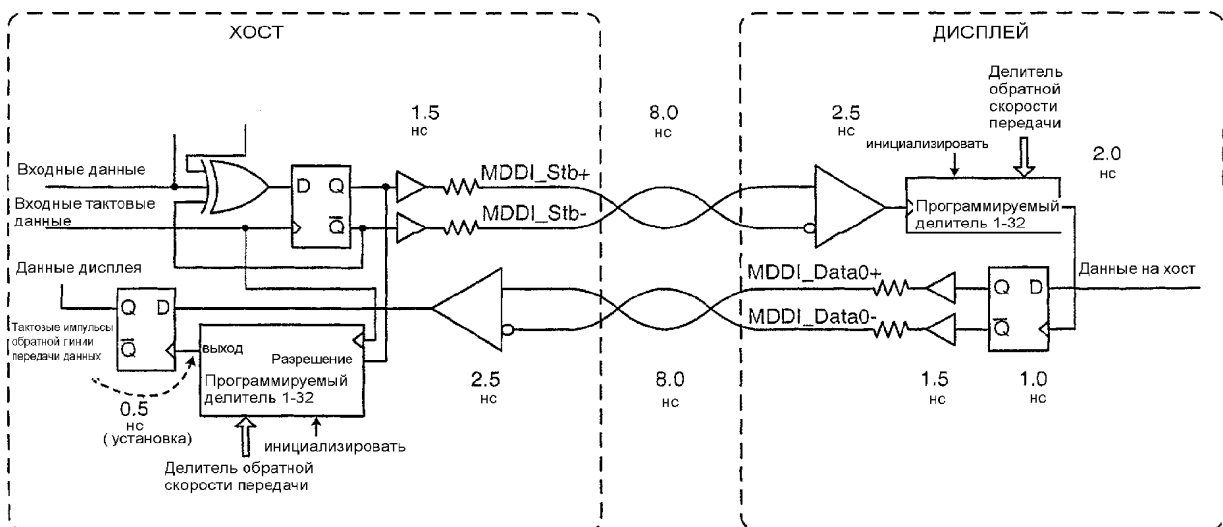 ХОСТ
ДИСПЛЕЙ
Делитель
обратной
скорости
передачи
1.5
нс
8.0
нс
2.5
нс
инициализировать
2.0
нс
Входные данные
Входные тактовые
данные
D Q
Q
MDDI_Stb+
MDDI_Stb-
Программируемый
делитель 1-32
Данные дисплея
Q D
Q
Тактовые импульсы
обратной линии
передачи данных
выход
Разрешение
Программируемый
делитель 1-32
MDDI_Data0+
MDDI_Data0-
Q D
Q
Данные на хост
0.5
нс
(установка)
2.5
нс
8.0
нс
1.5
нс
1.0
нс
инициализировать
Делитель обратной
скорости передачи